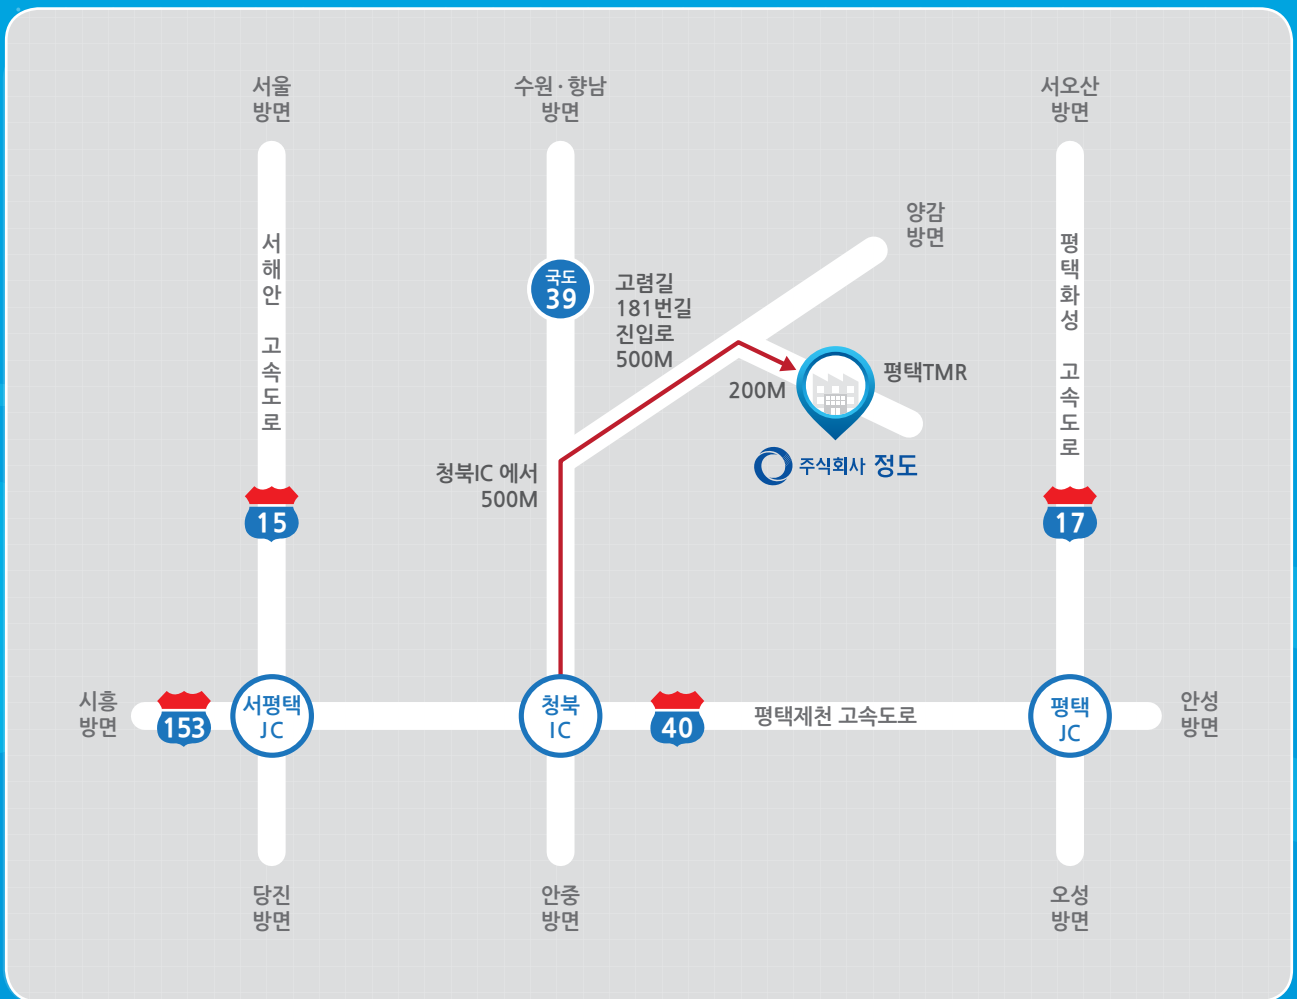 서울
방면
수원 · 향남
방면
서오산
방면
양감
방면
서해안 고속도로
국도
39
고렴길
181번길
진입로
500M
평택화성 고속도로
200M
평택TMR
주식회사 정도
청북IC 에서
500M
15
17
시흥
방면
153
서평택
JC
청북
IC
40
평택제천 고속도로
평택
JC
안성
방면
당진
방면
안중
방면
오성
방면